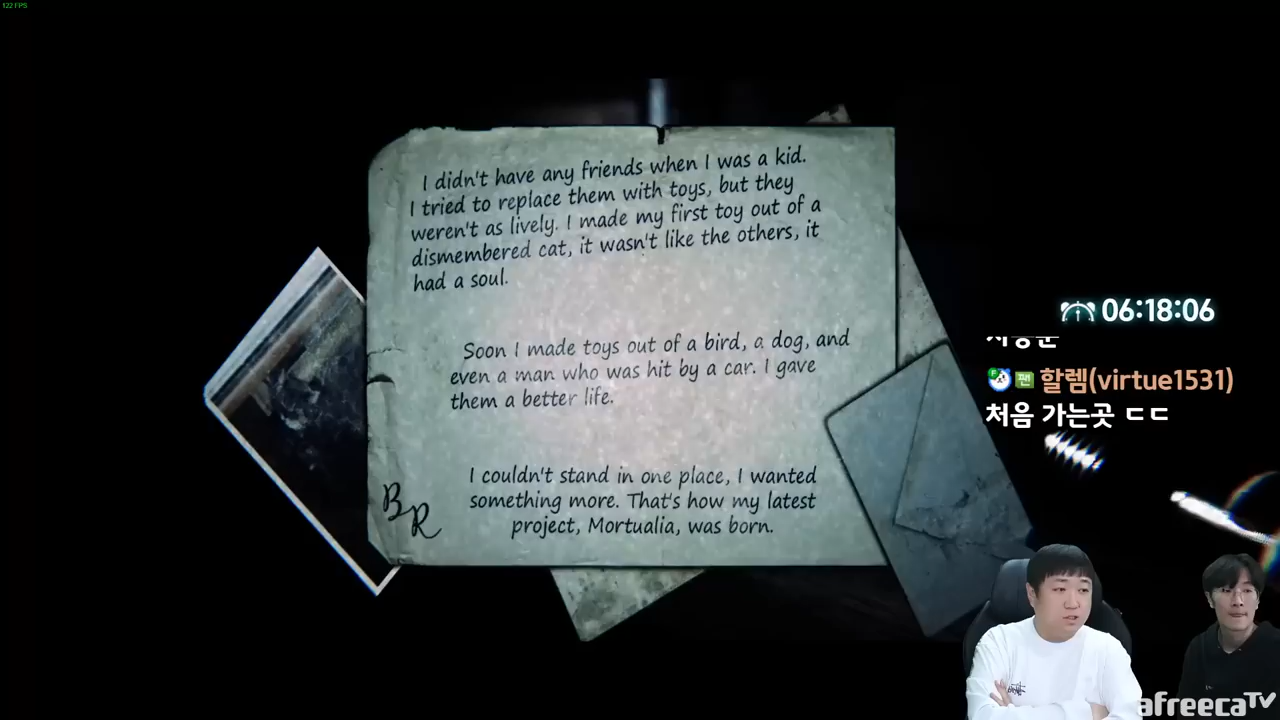 122 FPS
I didn't have any friends when I was a kid.
I tried to replace them with toys, but they
weren't as lively. I made my first toy out of a
dismembered cat, it wasn't like the others, it
had a soul.
Soon I made toys out of a bird, a dog, and
even a man who was hit by a car. I gave
them a better life.
I couldn't stand in one place, I wanted
something more. That's how my latest
project, Mortualia, was born.
BR
06:18:06
팬 할렘(virtue1531)
처음 가는곳 ㄷㄷ
afreecaTV